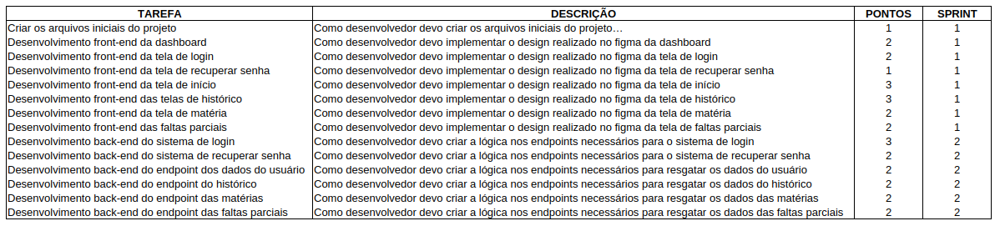 TAREFA DESCRIÇÃO PONTOS SPRINT
Criar os arquivos iniciais do projeto Como desenvolvedor devo criar os arquivos iniciais do projeto… 1 1
Desenvolvimento front-end da dashboard Como desenvolvedor devo implementar o design realizado no figma da dashboard 2 1
Desenvolvimento front-end da tela de login Como desenvolvedor devo implementar o design realizado no figma da tela de login 2 1
Desenvolvimento front-end da tela de recuperar senha Como desenvolvedor devo implementar o design realizado no figma da tela de recuperar senha 1 1
Desenvolvimento front-end da tela de início Como desenvolvedor devo implementar o design realizado no figma da tela de início 3 1
Desenvolvimento front-end das telas de histórico Como desenvolvedor devo implementar o design realizado no figma da tela de histórico 3 1
Desenvolvimento front-end da tela de matéria Como desenvolvedor devo implementar o design realizado no figma da tela de matéria 2 1
Desenvolvimento front-end das faltas parciais Como desenvolvedor devo implementar o design realizado no figma da tela de faltas parciais 2 1
Desenvolvimento back-end do sistema de login Como desenvolvedor devo criar a lógica nos endpoints necessários para o sistema de login 3 2
Desenvolvimento back-end do sistema de recuperar senha Como desenvolvedor devo criar a lógica nos endpoints necessários para o sistema de recuperar senha 2 2
Desenvolvimento back-end do endpoint dos dados do usuário Como desenvolvedor devo criar a lógica nos endpoints necessários para resgatar os dados do usuário 2 2
Desenvolvimento back-end do endpoint do histórico Como desenvolvedor devo criar a lógica nos endpoints necessários para resgatar os dados do histórico 2 2
Desenvolvimento back-end do endpoint das matérias Como desenvolvedor devo criar a lógica nos endpoints necessários para resgatar os dados das matérias 2 2
Desenvolvimento back-end do endpoint das faltas parciais Como desenvolvedor devo criar a lógica nos endpoints necessários para resgatar os dados das faltas parciais 2 2